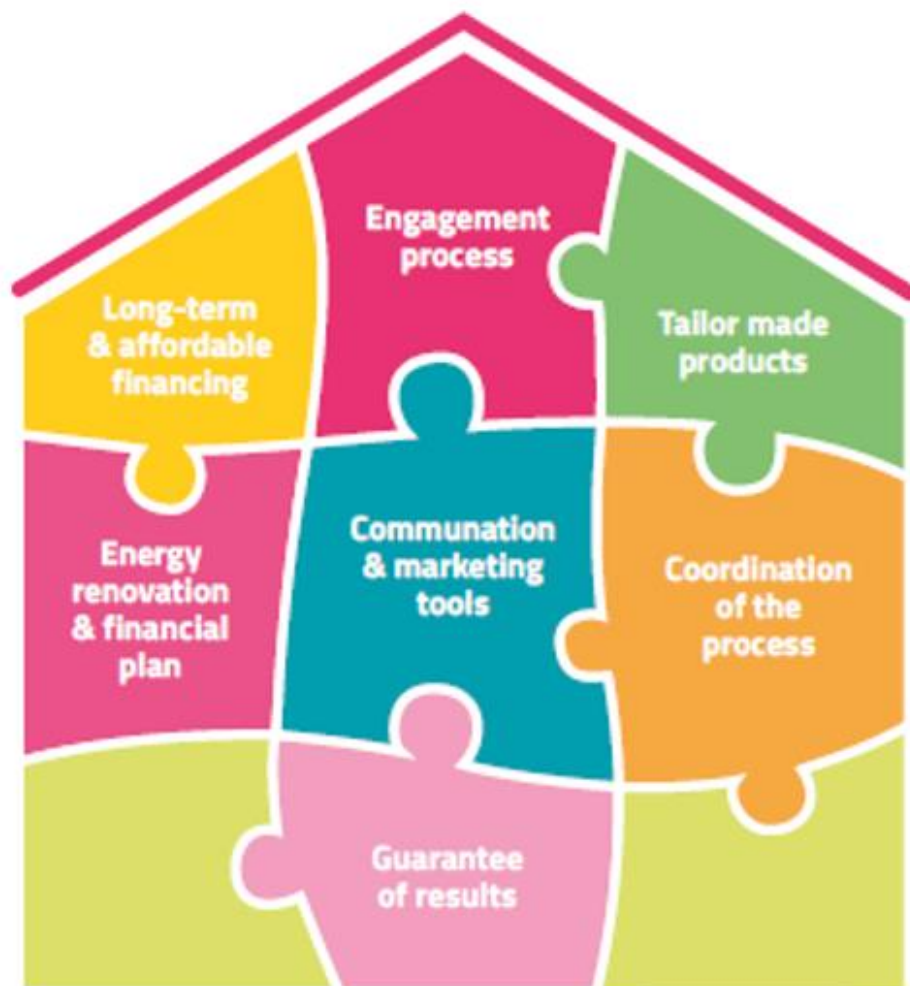 Engagement
process
Long-term
& affordable
financing
Tailor made
products
Energy
renovation
& financial
plan
Communation
& marketing
tools
Coordination
of the
process
Guarantee
of results